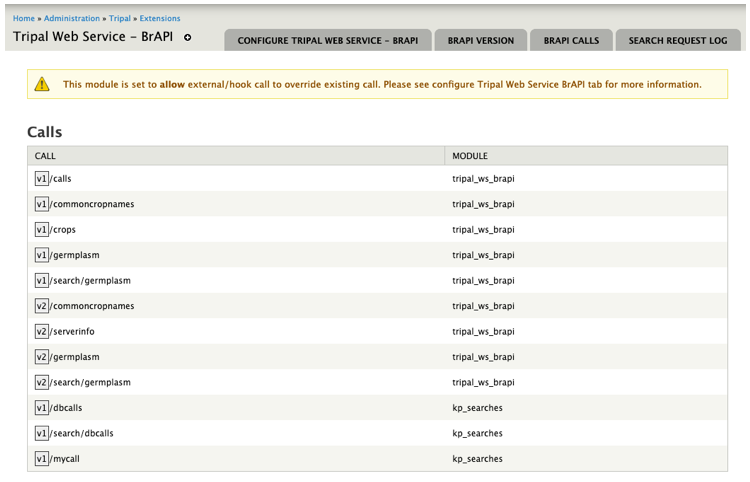 Home » Administration » Tripal » Extensions
Tripal Web Service – BrAPI
CONFIGURE TRIPAL WEB SERVICE – BRAPI BRAPI VERSION BRAPI CALLS SEARCH REQUEST LOG
This module is set to allow external/hook call to override existing call. Please see configure Tripal Web Service BrAPI tab for more information.
Calls
CALL MODULE
v1/calls tripal_ws_brapi
v1/commoncropnames tripal_ws_brapi
v1/crops tripal_ws_brapi
v1/germplasm tripal_ws_brapi
v1/search/germplasm tripal_ws_brapi
v2/commoncropnames tripal_ws_brapi
v2/serverinfo tripal_ws_brapi
v2/germplasm tripal_ws_brapi
v2/search/germplasm tripal_ws_brapi
v1/dbcalls kp_searches
v1/search/dbcalls kp_searches
v1/mycall kp_searches